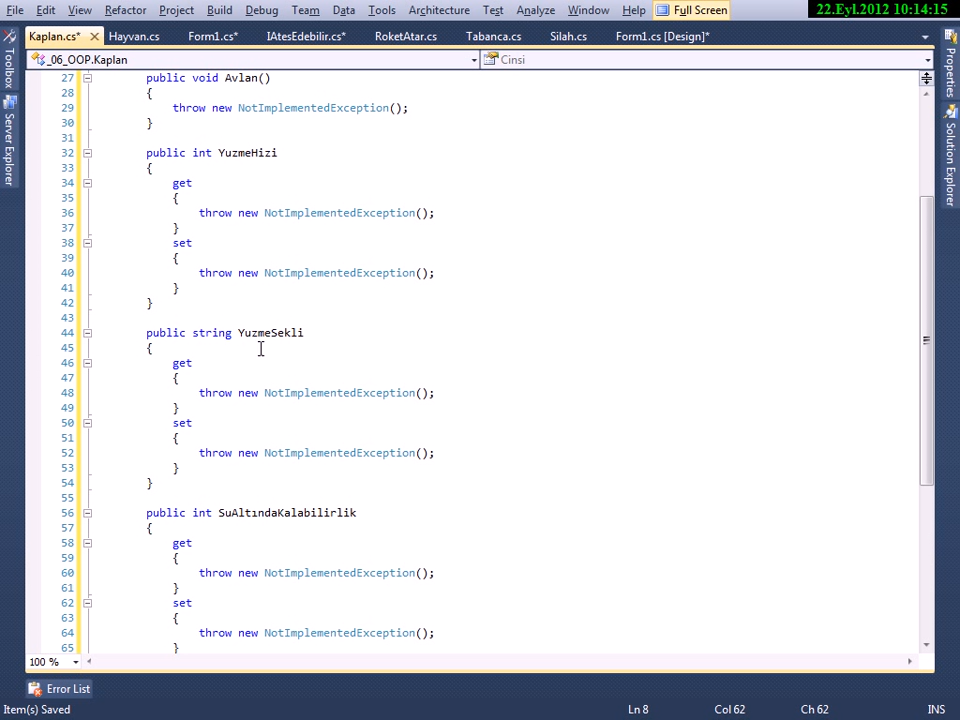 File Edit View Refactor Project Build Debug Team Data Tools Architecture Test Analyze Window Help Full Screen 22.Eyl.2012 10:14:15
Kaplan.cs* Hayvan.cs Form1.cs* IAtesEdebilir.cs* RoketAtar.cs Tabanca.cs Silah.cs Form1.cs [Design]*
_06_OOP.Kaplan Cinsi
Toolbox
Server Explorer
Properties
Solution Explorer
27 public void Avlan()
28 {
29 throw new NotImplementedException();
30 }
31
32 public int YuzmeHizi
33 {
34 get
35 {
36 throw new NotImplementedException();
37 }
38 set
39 {
40 throw new NotImplementedException();
41 }
42 }
43
44 public string YuzmeSekli
45 {
46 get
47 {
48 throw new NotImplementedException();
49 }
50 set
51 {
52 throw new NotImplementedException();
53 }
54 }
55
56 public int SuAltındaKalabilirlik
57 {
58 get
59 {
60 throw new NotImplementedException();
61 }
62 set
63 {
64 throw new NotImplementedException();
65 }
100 %
Error List
Item(s) Saved Ln 8 Col 62 Ch 62 INS